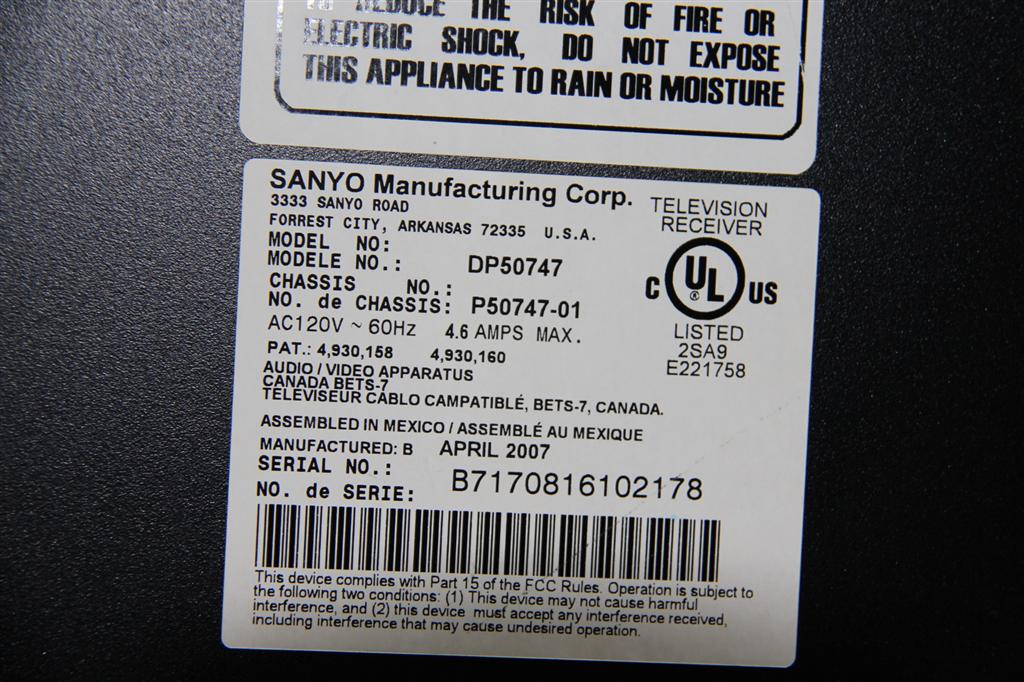 TO REDUCE THE RISK OF FIRE OR
ELECTRIC SHOCK, DO NOT EXPOSE
THIS APPLIANCE TO RAIN OR MOISTURE
SANYO Manufacturing Corp.
3333 SANYO ROAD
FORREST CITY, ARKANSAS 72335 U.S.A.
TELEVISION
RECEIVER
MODEL NO:
MODELE NO.: DP50747
CHASSIS NO.:
NO. de CHASSIS: P50747-01
C UL ® US
AC120V ~ 60Hz 4.6 AMPS MAX.
LISTED
2SA9
E221758
PAT.: 4,930,158 4,930,160
AUDIO / VIDEO APPARATUS
CANADA BETS-7
TÉLÉVISEUR CÂBLO CAMPATIBLÉ, BETS-7, CANADA.
ASSEMBLED IN MEXICO / ASSEMBLÉ AU MEXIQUE
MANUFACTURED: B APRIL 2007
SERIAL NO.:
NO. de SERIE: B7170816102178
This device complies with Part 15 of the FCC Rules. Operation is subject to
the following two conditions: (1) This device may not cause harmful
interference, and (2) this device must accept any interference received,
including interference that may cause undesired operation.